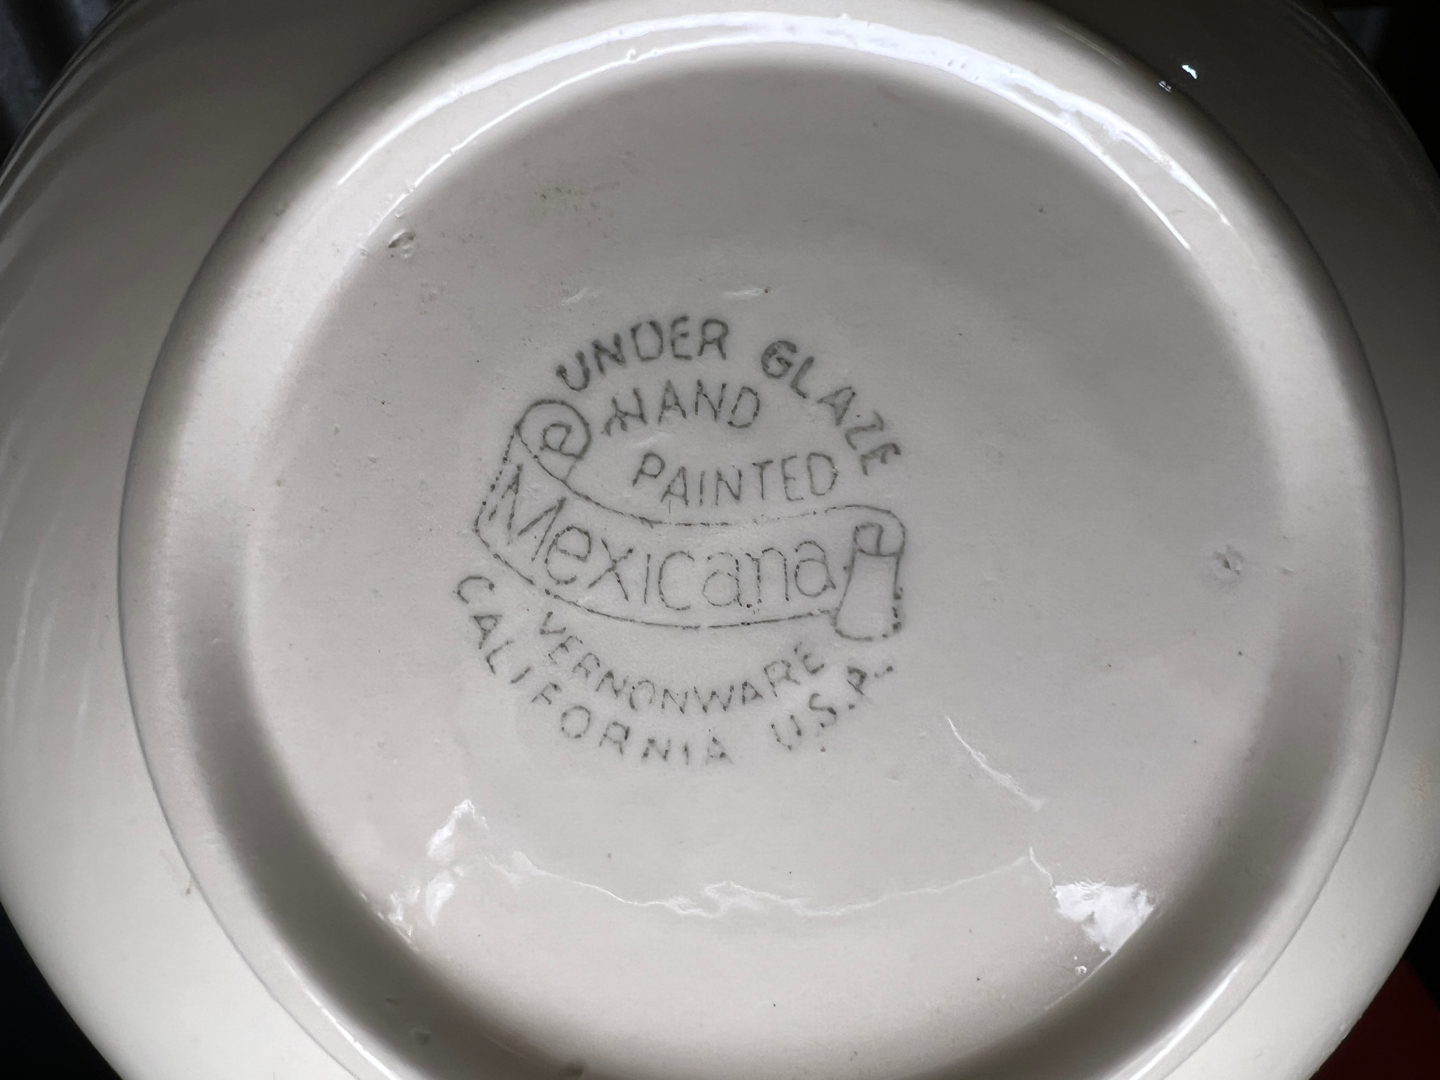 UNDER GLAZE
HAND
PAINTED
Mexicana
VERNONWARE
CALIFORNIA U.S.A.